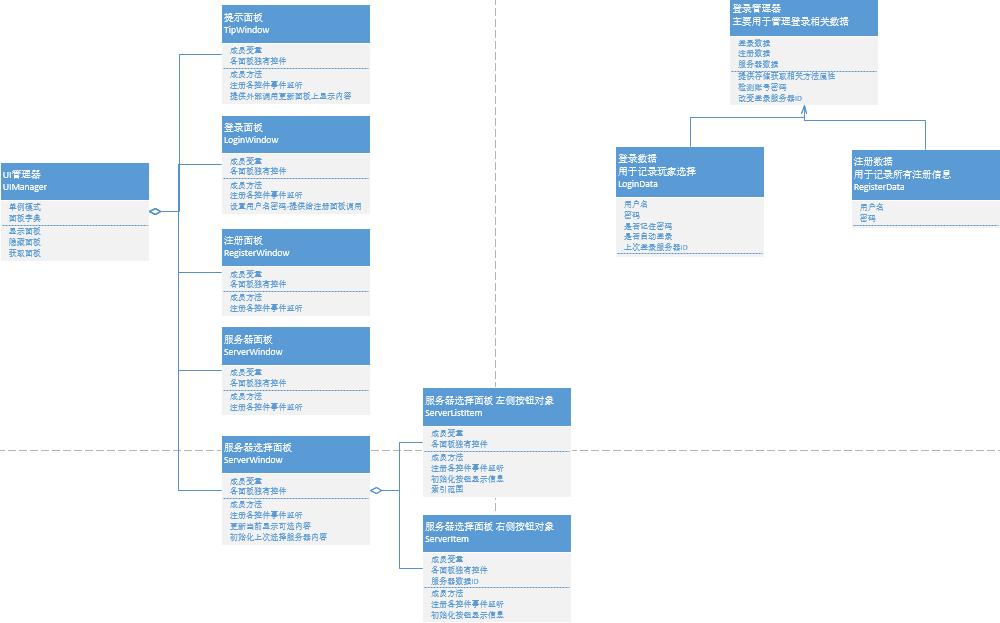 提示面板
TipWindow
成员变量
各面板独有控件
成员方法
注册各控件事件监听
提供外部调用更新面板上显示内容
登录面板
LoginWindow
成员变量
各面板独有控件
成员方法
注册各控件事件监听
设置用户名密码-提供给注册面板调用
UI管理器
UIManager
单例模式
面板字典
显示面板
隐藏面板
获取面板
注册面板
RegisterWindow
成员变量
各面板独有控件
成员方法
注册各控件事件监听
服务器面板
ServerWindow
成员变量
各面板独有控件
成员方法
注册各控件事件监听
服务器选择面板
ServerWindow
成员变量
各面板独有控件
成员方法
注册各控件事件监听
更新当前显示可选内容
初始化上次选择服务器内容
服务器选择面板 左侧按钮对象
ServerListItem
成员变量
各面板独有控件
成员方法
注册各控件事件监听
初始化按钮显示信息
索引范围
服务器选择面板 右侧按钮对象
ServerItem
成员变量
各面板独有控件
服务器数据ID
成员方法
注册各控件事件监听
初始化按钮显示信息
登录管理器
主要用于管理登录相关数据
登录数据
注册数据
服务器数据
提供存储获取相关方法属性
检测账号密码
改变登录服务器ID
登录数据
用于记录玩家选择
LoginData
用户名
密码
是否记住密码
是否自动登录
上次登录服务器ID
注册数据
用于记录所有注册信息
RegisterData
用户名
密码